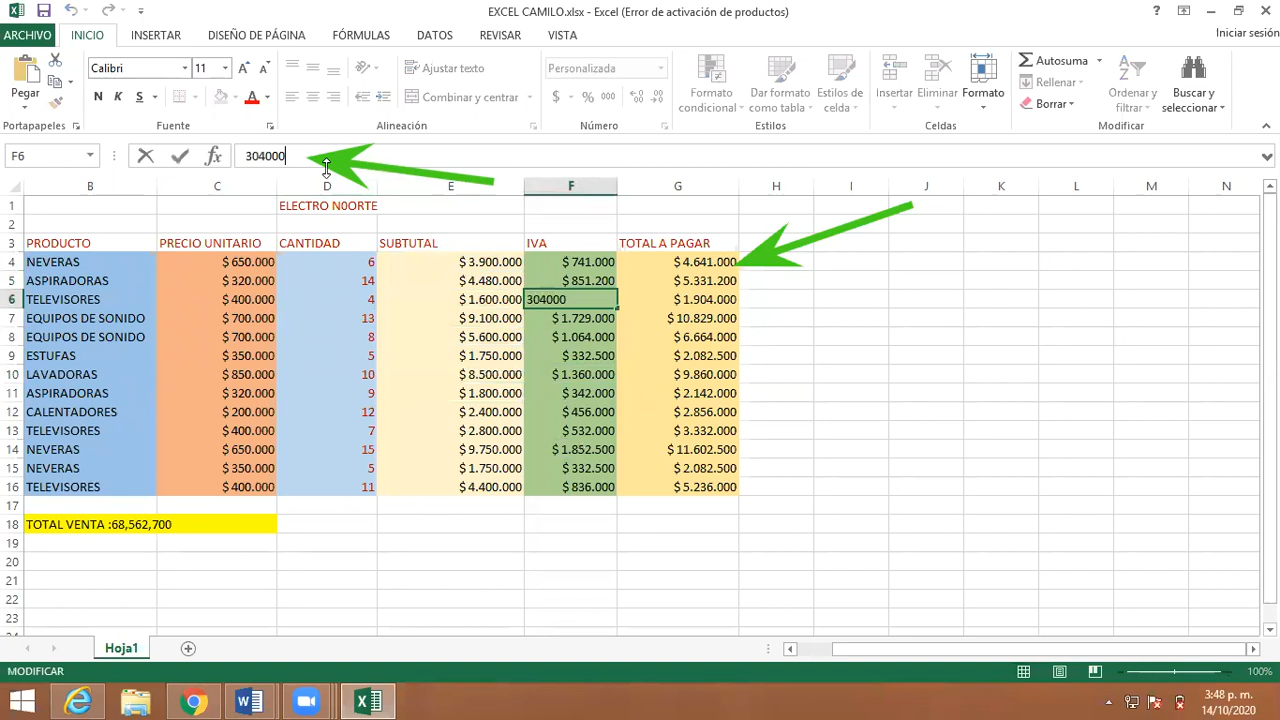 EXCEL CAMILO.xlsx - Excel (Error de activación de productos)
ARCHIVO INICIO INSERTAR DISEÑO DE PÁGINA FÓRMULAS DATOS REVISAR VISTA Iniciar sesión
Pegar Calibri 11 Ajustar texto Personalizada Formato condicional Dar formato como tabla Estilos de celda Insertar Eliminar Formato Autosuma Ordenar y filtrar Buscar y seleccionar
N K S A Combinar y centrar $ % 000 Rellenar
Borrar
Portapapeles Fuente Alineación Número Estilos Celdas Modificar
F6 fx 304000
B C D E F G H I J K L M N
1 ELECTRO N0ORTE
2
3 PRODUCTO PRECIO UNITARIO CANTIDAD SUBTUTAL IVA TOTAL A PAGAR
4 NEVERAS $ 650.000 6 $ 3.900.000 $ 741.000 $ 4.641.000
5 ASPIRADORAS $ 320.000 14 $ 4.480.000 $ 851.200 $ 5.331.200
6 TELEVISORES $ 400.000 4 $ 1.600.000 304000 $ 1.904.000
7 EQUIPOS DE SONIDO $ 700.000 13 $ 9.100.000 $ 1.729.000 $ 10.829.000
8 EQUIPOS DE SONIDO $ 700.000 8 $ 5.600.000 $ 1.064.000 $ 6.664.000
9 ESTUFAS $ 350.000 5 $ 1.750.000 $ 332.500 $ 2.082.500
10 LAVADORAS $ 850.000 10 $ 8.500.000 $ 1.360.000 $ 9.860.000
11 ASPIRADORAS $ 320.000 9 $ 1.800.000 $ 342.000 $ 2.142.000
12 CALENTADORES $ 200.000 12 $ 2.400.000 $ 456.000 $ 2.856.000
13 TELEVISORES $ 400.000 7 $ 2.800.000 $ 532.000 $ 3.332.000
14 NEVERAS $ 650.000 15 $ 9.750.000 $ 1.852.500 $ 11.602.500
15 NEVERAS $ 350.000 5 $ 1.750.000 $ 332.500 $ 2.082.500
16 TELEVISORES $ 400.000 11 $ 4.400.000 $ 836.000 $ 5.236.000
17
18 TOTAL VENTA :68,562,700
19
20
21
22
23
Hoja1
MODIFICAR 100%
3:48 p. m.
14/10/2020